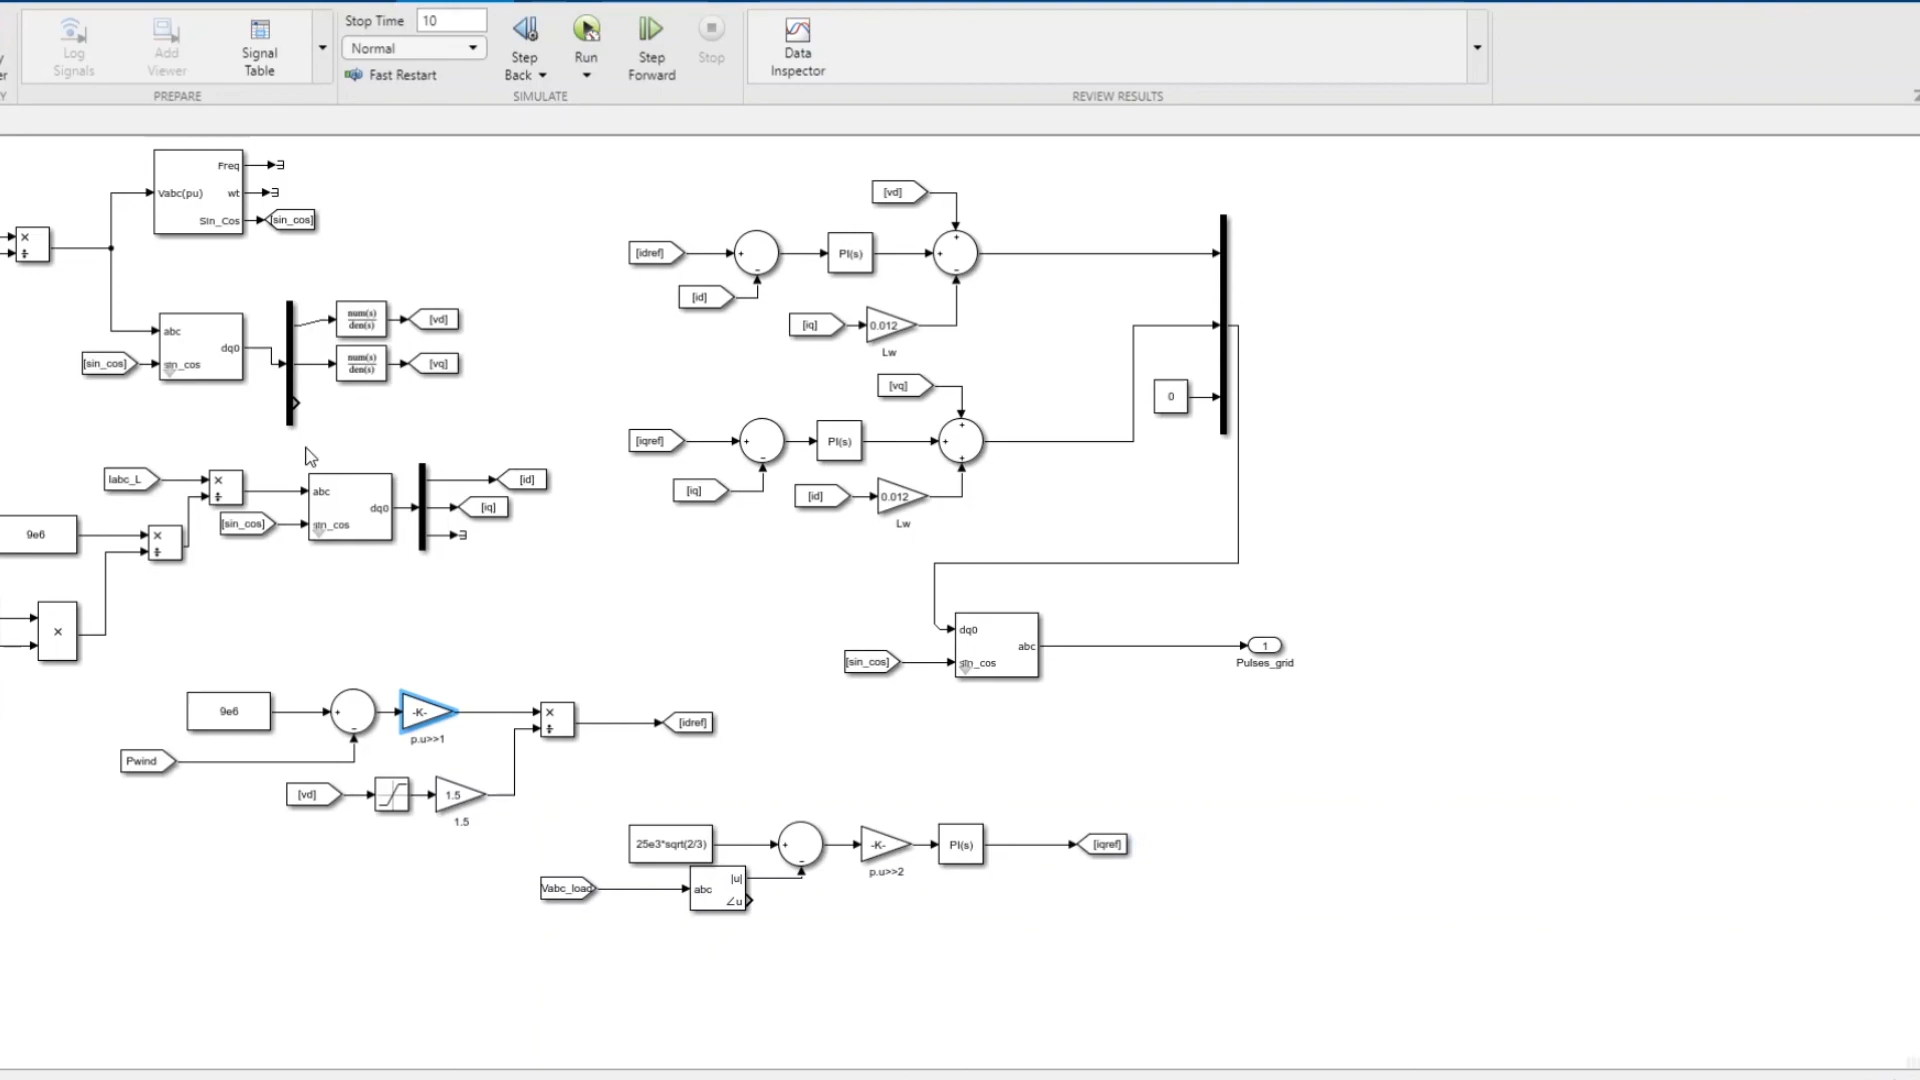 Log Signals
Add Viewer
Signal Table
PREPARE
Stop Time 10
Normal
Fast Restart
Step Back
Run
Step Forward
Stop
SIMULATE
Data Inspector
REVIEW RESULTS
Freq
Vabc(pu) wt
Sin_Cos [sin_cos]
× ÷
abc
dq0
[sin_cos] sin_cos
num(s)
den(s)
[vd]
num(s)
den(s)
[vq]
Iabc_L × ÷
abc
dq0
[sin_cos] sin_cos
[id]
[iq]
9e6 × ÷
×
[vd]
[idref] + - PI(s) + + -
[id]
[iq] 0.012
Lw
[vq]
0
[iqref] + - PI(s) + + +
[iq] [id] 0.012
Lw
dq0
abc
[sin_cos] sin_cos
1
Pulses_grid
9e6 + - -K- × ÷ [idref]
p.u>>1
Pwind
[vd] 1.5
1.5
25e3*sqrt(2/3) + - -K- PI(s) [iqref]
p.u>>2
Vabc_load abc |u|
∠u